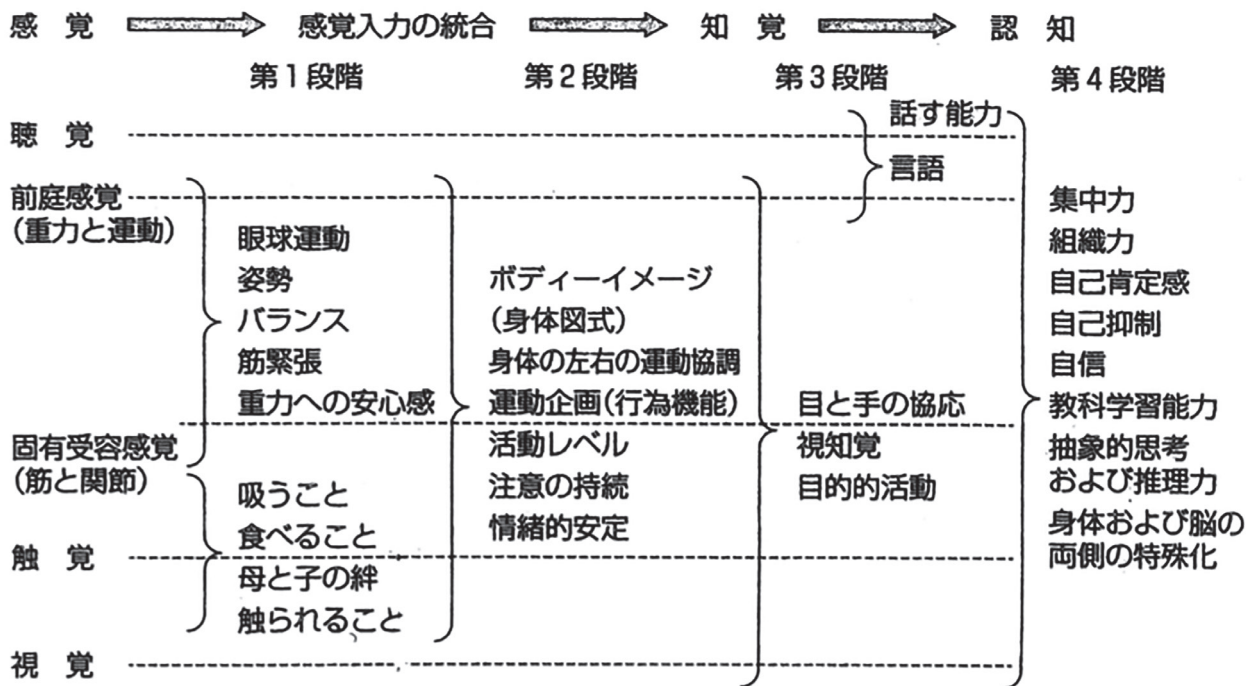 感 覚 感覚入力の統合 知 覚 認 知
第1段階 第2段階 第3段階 第4段階
聴 覚
前庭感覚
(重力と運動)
固有受容感覚
(筋と関節)
触 覚
視 覚
眼球運動
姿勢
バランス
筋緊張
重力への安心感
吸うこと
食べること
母と子の絆
触られること
ボディーイメージ
(身体図式)
身体の左右の運動協調
運動企画(行為機能)
活動レベル
注意の持続
情緒的安定
話す能力
言語
目と手の協応
視知覚
目的的活動
集中力
組織力
自己肯定感
自己抑制
自信
教科学習能力
抽象的思考
および推理力
身体および脳の
両側の特殊化